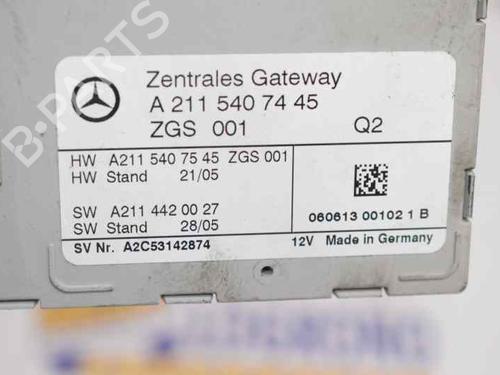 B-PARTS
Zentrales Gateway
A 211 540 74 45
ZGS 001 Q2
HW A211 540 75 45 ZGS 001
HW Stand 21/05
SW A211 442 00 27
SW Stand 28/05
060613 00102 1 B
SV Nr. A2C53142874 12V Made in Germany